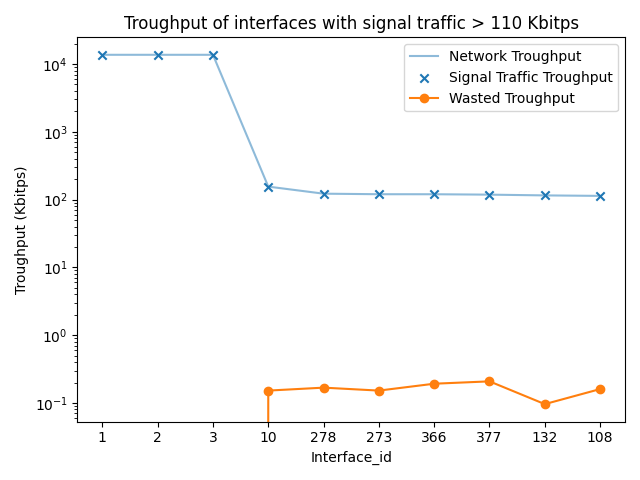 Troughput of interfaces with signal traffic > 110 Kbitps
Network Troughput
Signal Traffic Troughput
Wasted Troughput
Troughput (Kbitps)
10⁴
10³
10²
10¹
10⁰
10⁻¹
1 2 3 10 278 273 366 377 132 108
Interface_id